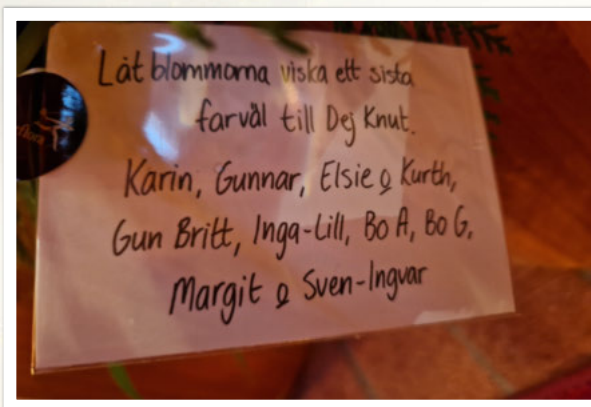 Låt blommorna viska ett sista
farväl till Dej Knut.
Karin, Gunnar, Elsie o Kurth,
Gun Britt, Inga-Lill, Bo A, Bo G,
Margit o Sven-Ingvar